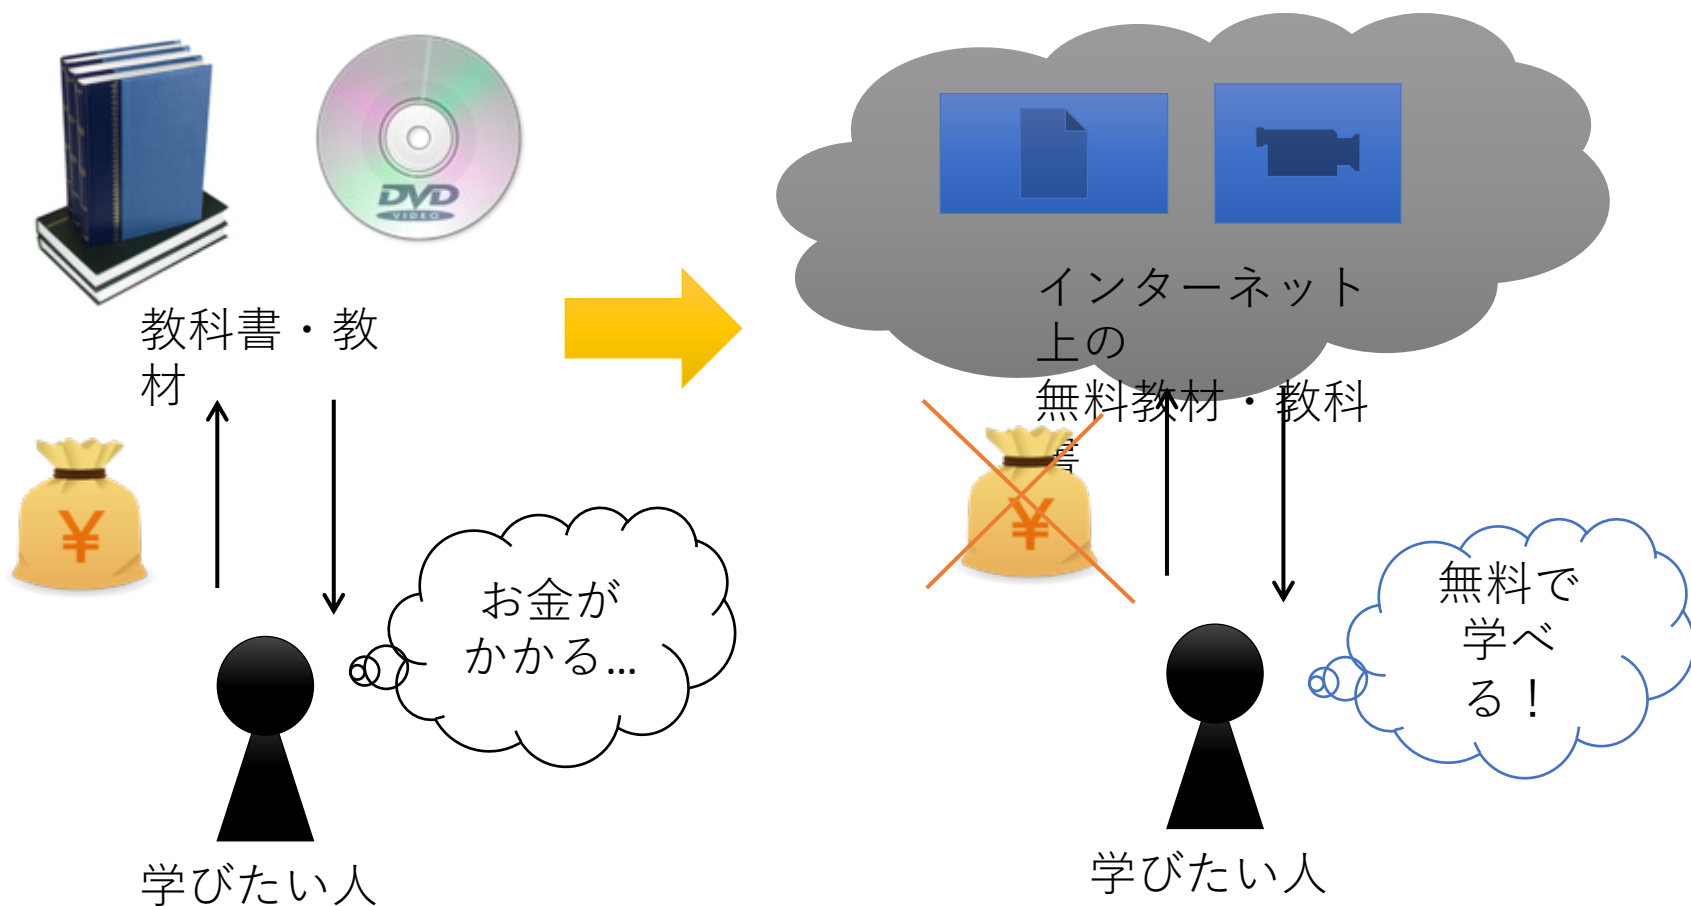 DVD
VIDEO
教科書・教
材
¥
お金が
かかる...
学びたい人
インターネット
上の
無料教材・教科
書
¥
無料で
学べ
る！
学びたい人